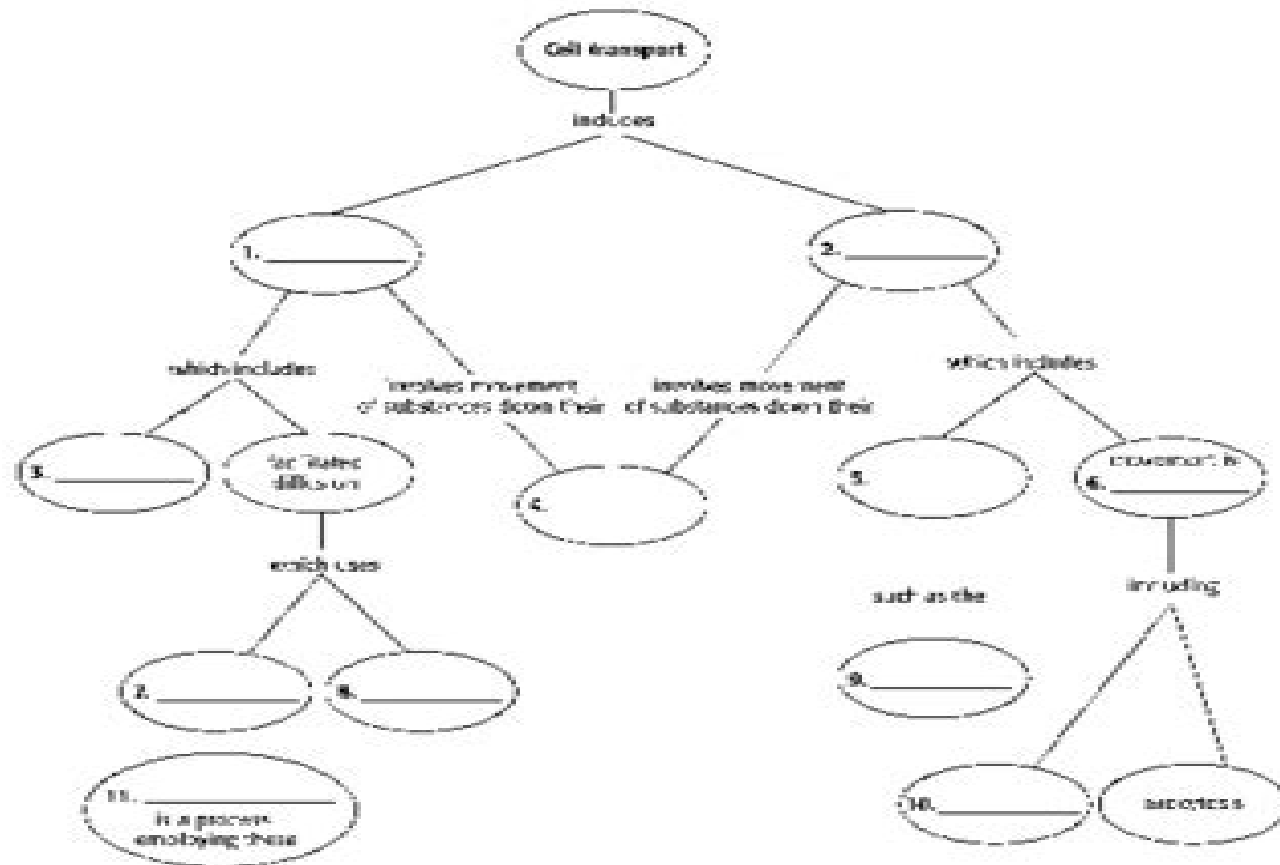 Cell transport
includes
1.
2.
which includes
involves movement
of substances down their
involves movement
of substances down their
which includes
3.
facilitated
diffusion
4.
5.
6.
which uses
such as the
including
7.
8.
9.
10.
11.
is a process
employing these